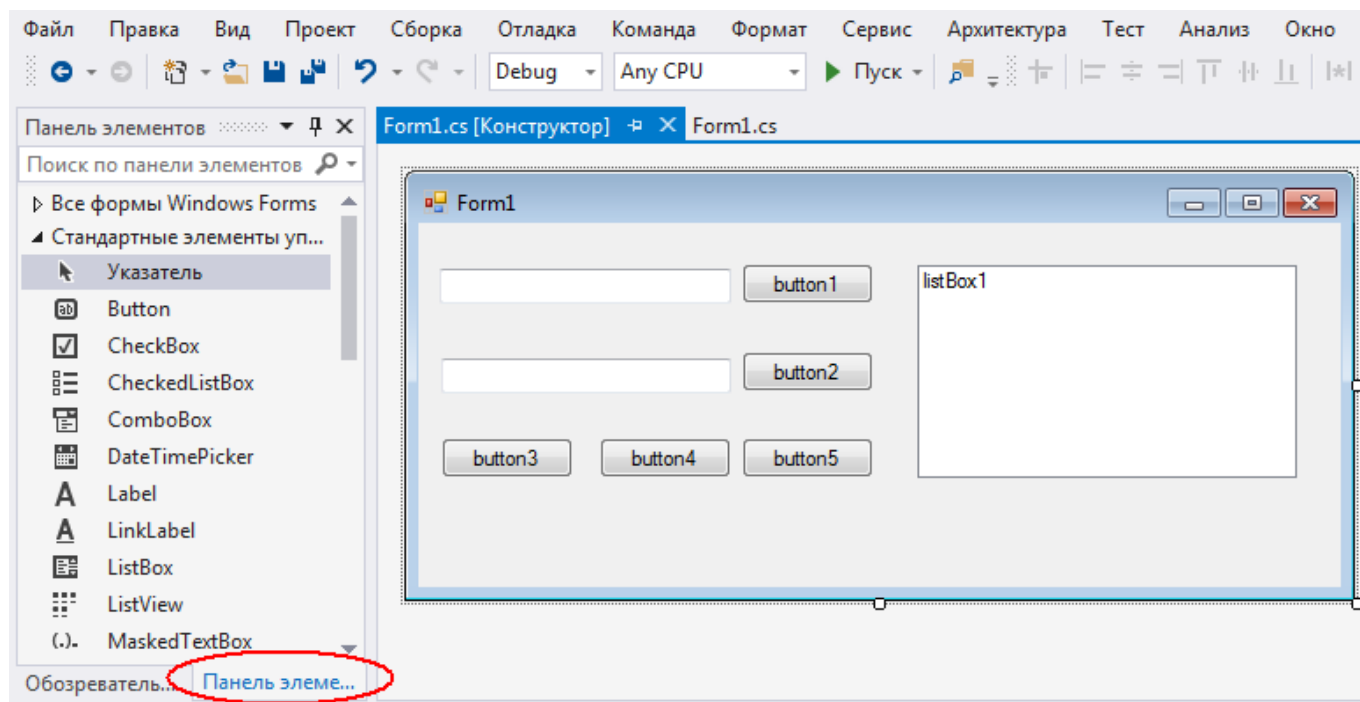 Файл Правка Вид Проект Сборка Отладка Команда Формат Сервис Архитектура Тест Анализ Окно
Debug Any CPU Пуск
Панель элементов
Поиск по панели элементов
Все формы Windows Forms
Стандартные элементы уп...
Указатель
Button
CheckBox
CheckedListBox
ComboBox
DateTimePicker
Label
LinkLabel
ListBox
ListView
MaskedTextBox
Обозреватель... Панель элеме...
Form1.cs [Конструктор] Form1.cs
Form1
button1
listBox1
button2
button3 button4 button5